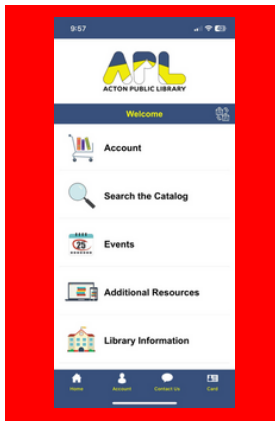 9:57
APL
ACTON PUBLIC LIBRARY
Welcome
Account
Search the Catalog
25
Events
Additional Resources
Library Information
Home Account Contact Us Card